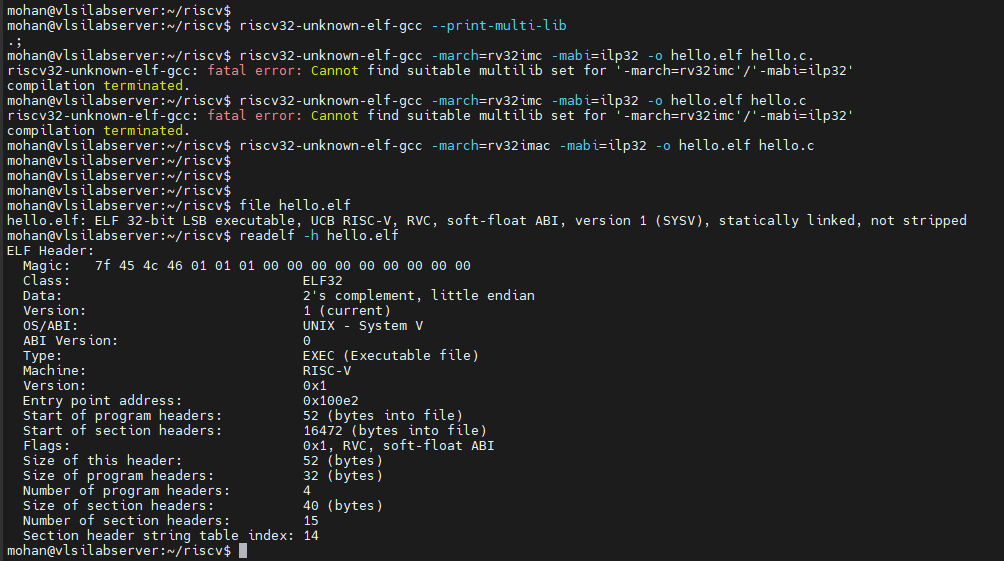 mohan@vlsilabserver:~/riscv$
mohan@vlsilabserver:~/riscv$ riscv32-unknown-elf-gcc --print-multi-lib
.;
mohan@vlsilabserver:~/riscv$ riscv32-unknown-elf-gcc -march=rv32imc -mabi=ilp32 -o hello.elf hello.c.
riscv32-unknown-elf-gcc: fatal error: Cannot find suitable multilib set for '-march=rv32imc'/'-mabi=ilp32'
compilation terminated.
mohan@vlsilabserver:~/riscv$ riscv32-unknown-elf-gcc -march=rv32imc -mabi=ilp32 -o hello.elf hello.c
riscv32-unknown-elf-gcc: fatal error: Cannot find suitable multilib set for '-march=rv32imc'/'-mabi=ilp32'
compilation terminated.
mohan@vlsilabserver:~/riscv$ riscv32-unknown-elf-gcc -march=rv32imac -mabi=ilp32 -o hello.elf hello.c
mohan@vlsilabserver:~/riscv$
mohan@vlsilabserver:~/riscv$
mohan@vlsilabserver:~/riscv$
mohan@vlsilabserver:~/riscv$ file hello.elf
hello.elf: ELF 32-bit LSB executable, UCB RISC-V, RVC, soft-float ABI, version 1 (SYSV), statically linked, not stripped
mohan@vlsilabserver:~/riscv$ readelf -h hello.elf
ELF Header:
  Magic:   7f 45 4c 46 01 01 01 00 00 00 00 00 00 00 00 00
  Class:                             ELF32
  Data:                              2's complement, little endian
  Version:                           1 (current)
  OS/ABI:                            UNIX - System V
  ABI Version:                       0
  Type:                              EXEC (Executable file)
  Machine:                           RISC-V
  Version:                           0x1
  Entry point address:               0x100e2
  Start of program headers:          52 (bytes into file)
  Start of section headers:          16472 (bytes into file)
  Flags:                             0x1, RVC, soft-float ABI
  Size of this header:               52 (bytes)
  Size of program headers:           32 (bytes)
  Number of program headers:         4
  Size of section headers:           40 (bytes)
  Number of section headers:         15
  Section header string table index: 14
mohan@vlsilabserver:~/riscv$